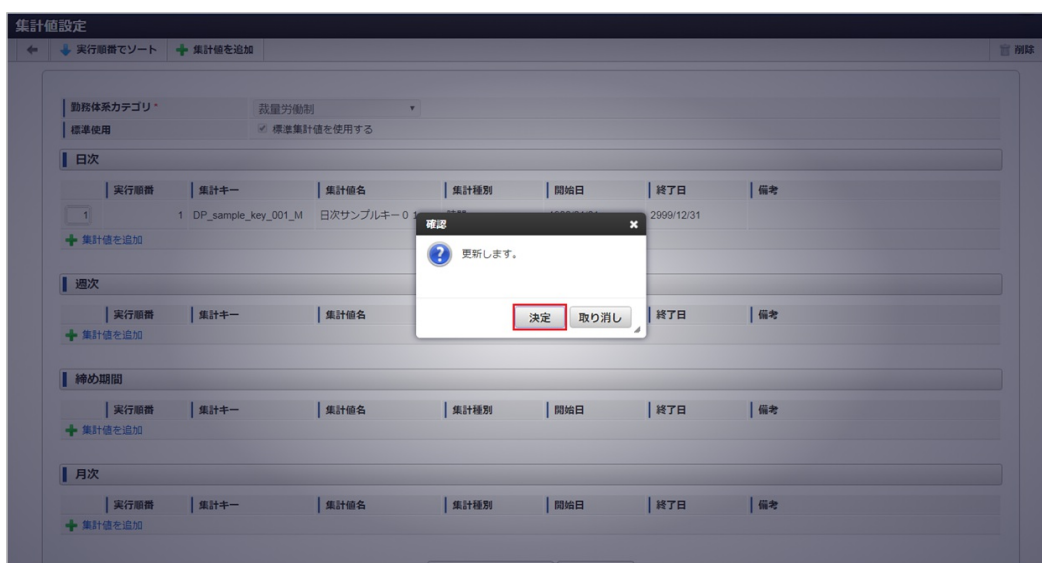 集計値設定
実行順番でソート 集計値を追加 削除
勤務体系カテゴリ* 裁量労働制
標準使用 標準集計値を使用する
日次
実行順番 集計キー 集計値名 集計種別 開始日 終了日 備考
1 1 DP_sample_key_001_M 日次サンプルキー０１ 2999/12/31
集計値を追加
確認
更新します。
決定 取り消し
週次
実行順番 集計キー 集計値名 終了日 備考
集計値を追加
締め期間
実行順番 集計キー 集計値名 集計種別 開始日 終了日 備考
集計値を追加
月次
実行順番 集計キー 集計値名 集計種別 開始日 終了日 備考
集計値を追加